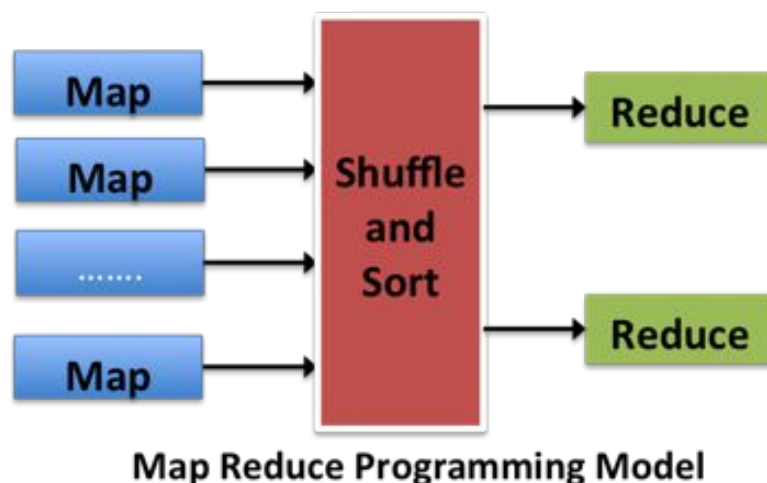 Map
Map
.......
Map
Shuffle
and
Sort
Reduce
Reduce
Map Reduce Programming Model